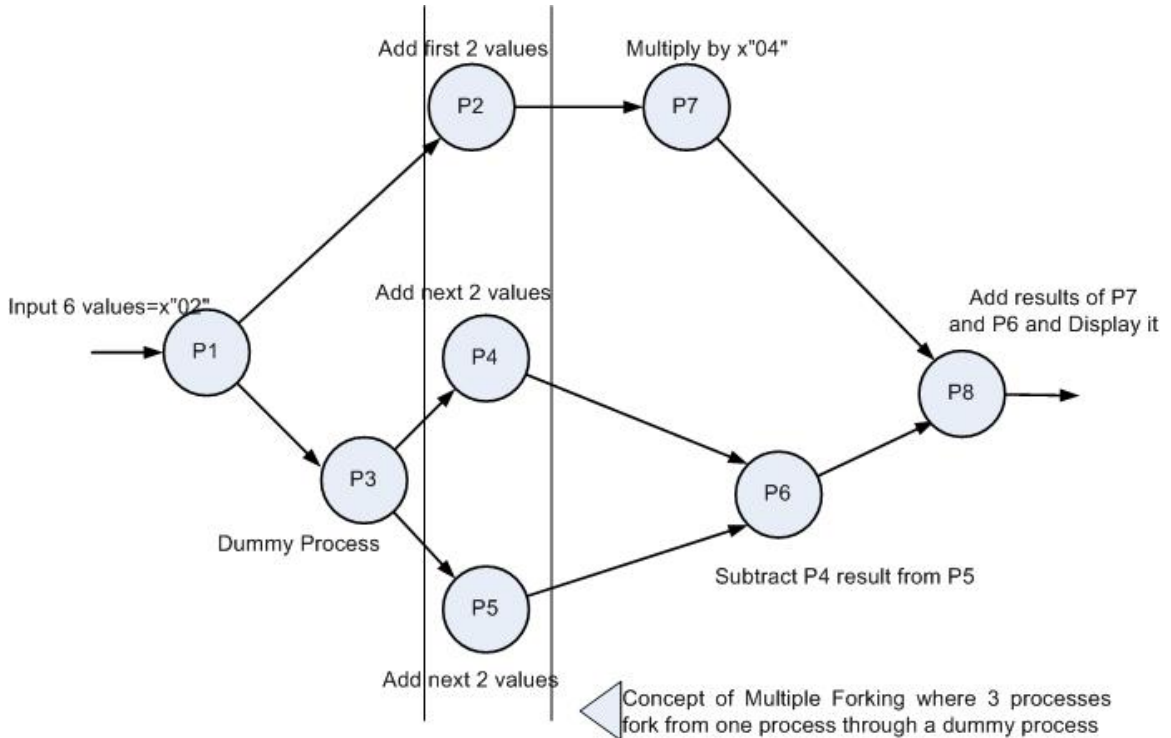 Add first 2 values
Multiply by x"04"
P2
P7
Input 6 values=x"02"
Add next 2 values
Add results of P7
and P6 and Display it
P1
P4
P8
P3
P6
Dummy Process
Subtract P4 result from P5
P5
Add next 2 values
Concept of Multiple Forking where 3 processes
fork from one process through a dummy process